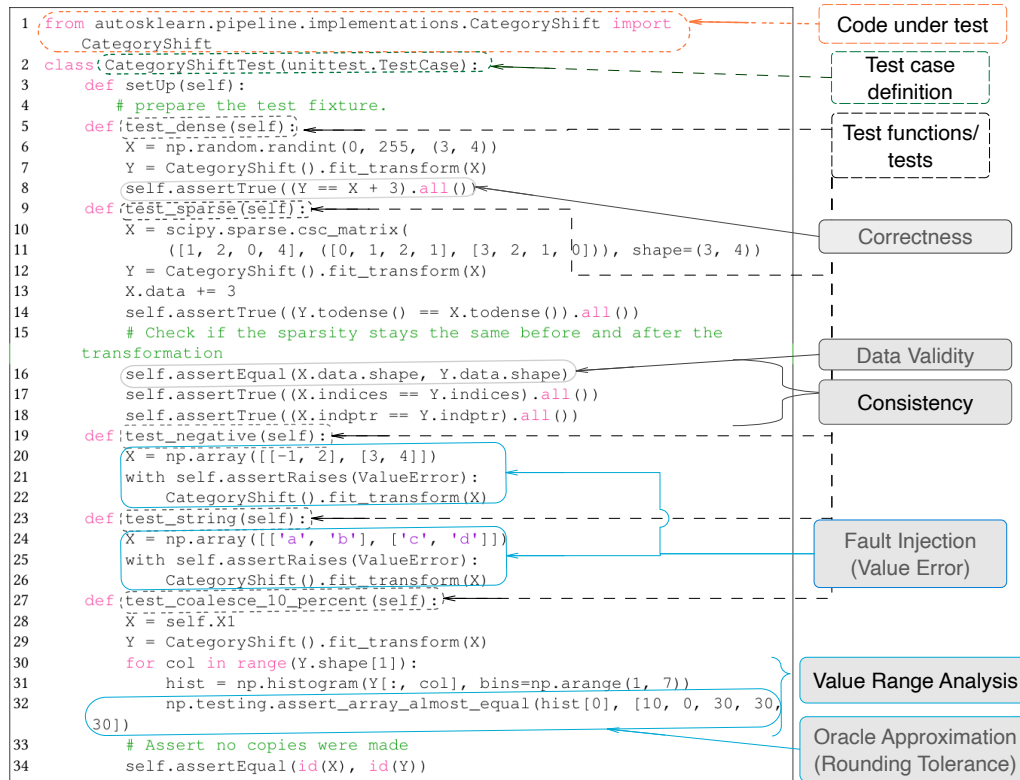 1 from autosklearn.pipeline.implementations.CategoryShift import
CategoryShift
2 class CategoryShiftTest(unittest.TestCase):
3 def setUp(self):
4 # prepare the test fixture.
5 def test_dense(self):
6 X = np.random.randint(0, 255, (3, 4))
7 Y = CategoryShift().fit_transform(X)
8 self.assertTrue((Y == X + 3).all())
9 def test_sparse(self):
10 X = scipy.sparse.csc_matrix(
11 ([1, 2, 0, 4], ([0, 1, 2, 1], [3, 2, 1, 0])), shape=(3, 4))
12 Y = CategoryShift().fit_transform(X)
13 X.data += 3
14 self.assertTrue((Y.todense() == X.todense()).all())
15 # Check if the sparsity stays the same before and after the
transformation
16 self.assertEqual(X.data.shape, Y.data.shape)
17 self.assertTrue((X.indices == Y.indices).all())
18 self.assertTrue((X.indptr == Y.indptr).all())
19 def test_negative(self):
20 X = np.array([[-1, 2], [3, 4]])
21 with self.assertRaises(ValueError):
22 CategoryShift().fit_transform(X)
23 def test_string(self):
24 X = np.array([['a', 'b'], ['c', 'd']])
25 with self.assertRaises(ValueError):
26 CategoryShift().fit_transform(X)
27 def test_coalesce_10_percent(self):
28 X = self.X1
29 Y = CategoryShift().fit_transform(X)
30 for col in range(Y.shape[1]):
31 hist = np.histogram(Y[:, col], bins=np.arange(1, 7))
32 np.testing.assert_array_almost_equal(hist[0], [10, 0, 30, 30,
30])
33 # Assert no copies were made
34 self.assertEqual(id(X), id(Y))
Code under test
Test case
definition
Test functions/
tests
Correctness
Data Validity
Consistency
Fault Injection
(Value Error)
Value Range Analysis
Oracle Approximation
(Rounding Tolerance)